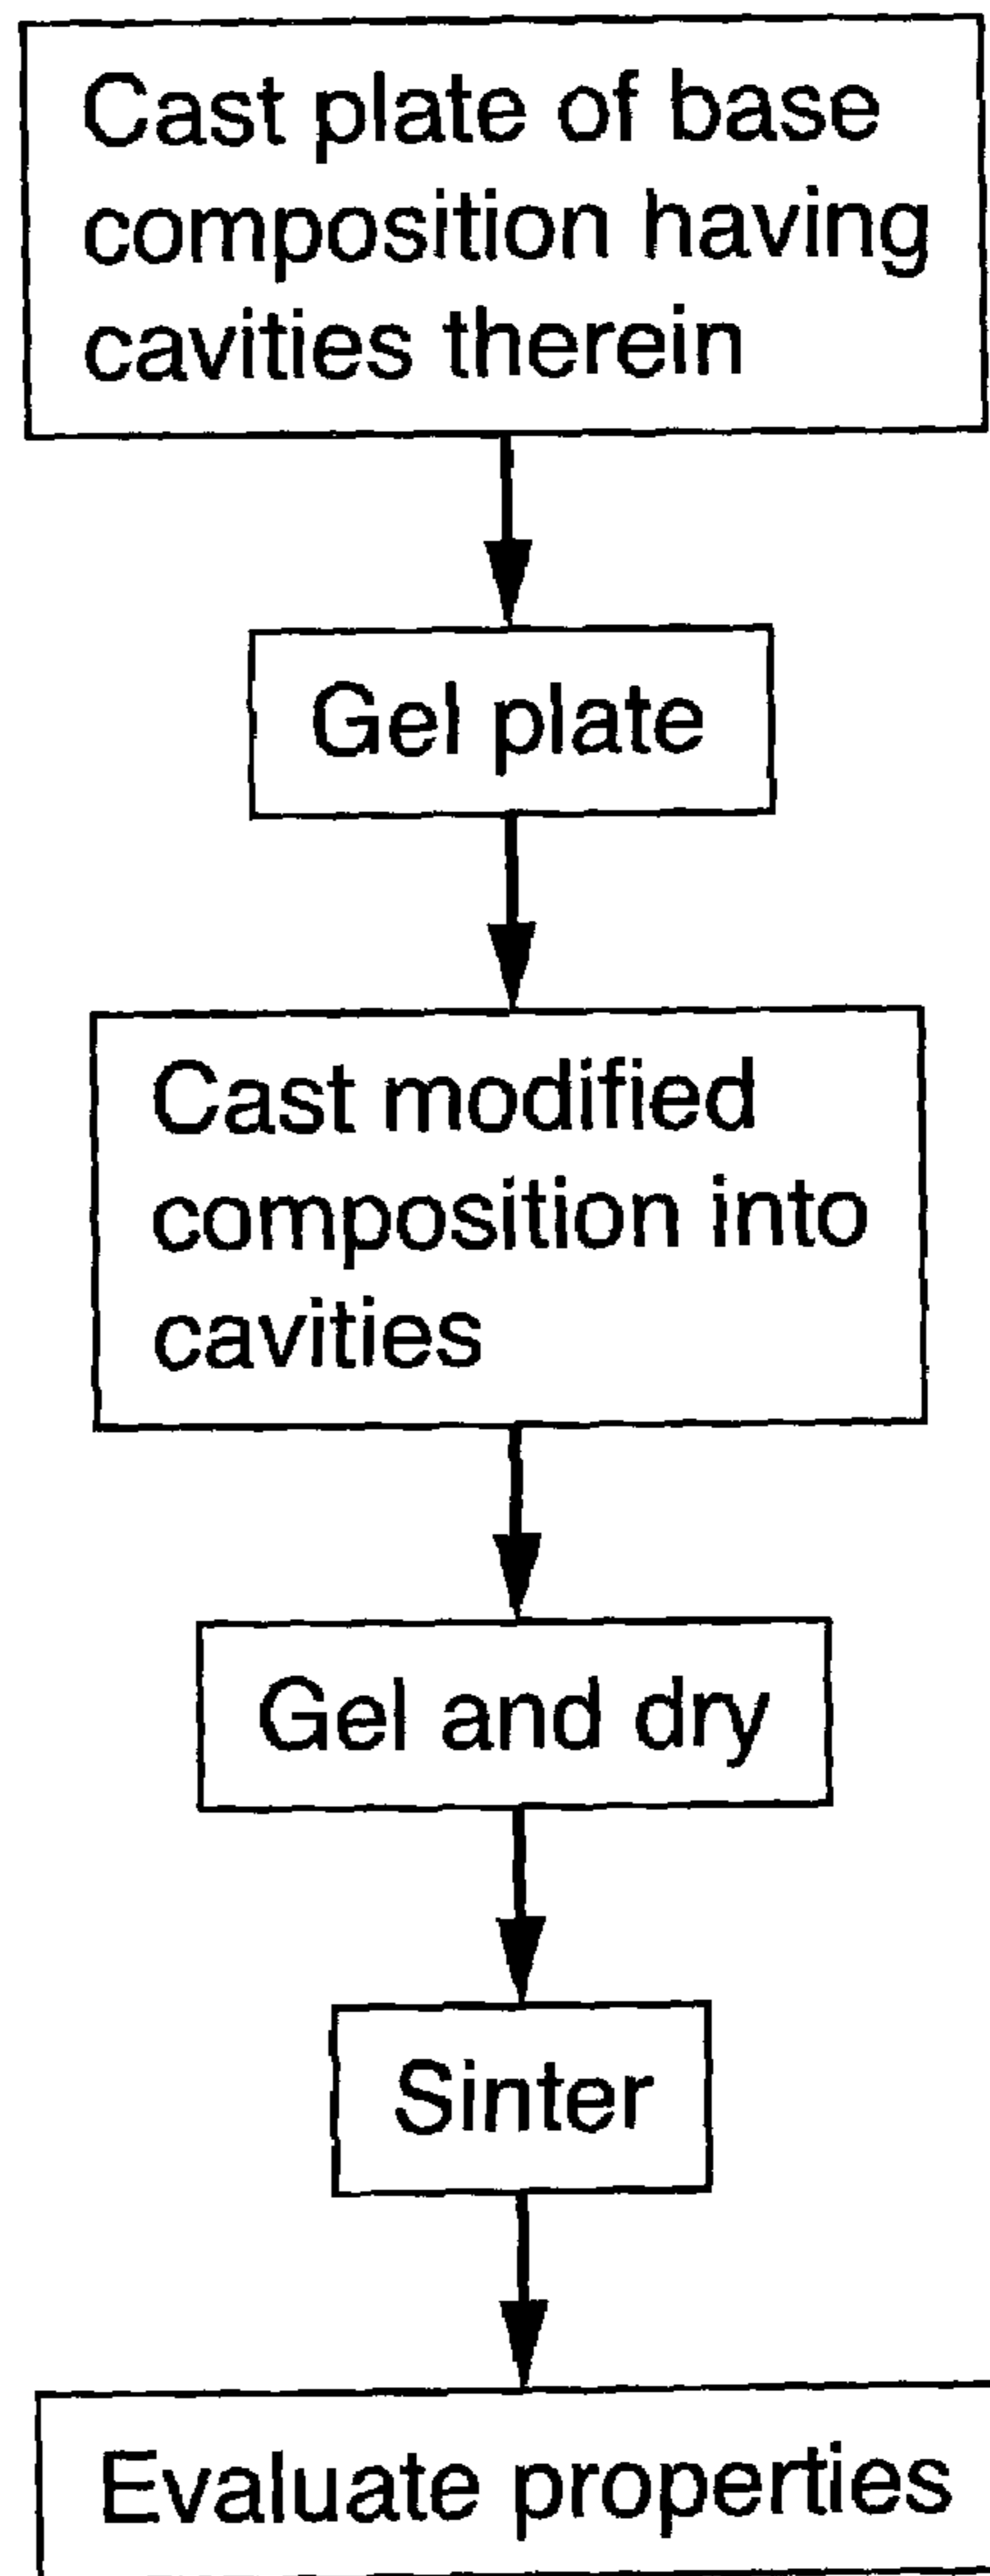 Cast plate of base
composition having
cavities therein
Gel plate
Cast modified
composition into
cavities
Gel and dry
Sinter
Evaluate properties